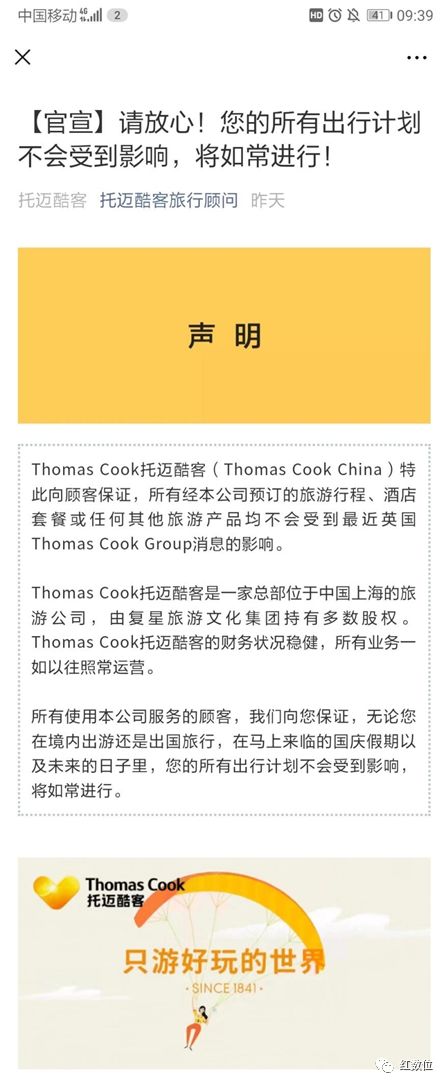 中国移动 4G 2 HD 41 09:39
【官宣】请放心！您的所有出行计划
不会受到影响，将如常进行！
托迈酷客 托迈酷客旅行顾问 昨天
声 明
Thomas Cook托迈酷客（Thomas Cook China）特
此向顾客保证，所有经本公司预订的旅游行程、酒店
套餐或任何其他旅游产品均不会受到最近英国
Thomas Cook Group消息的影响。
Thomas Cook托迈酷客是一家总部位于中国上海的旅
游公司，由复星旅游文化集团持有多数股权。
Thomas Cook托迈酷客的财务状况稳健，所有业务一
如以往照常运营。
所有使用本公司服务的顾客，我们向您保证，无论您
在境内出游还是出国旅行，在马上来临的国庆假期以
及未来的日子里，您的所有出行计划不会受到影响，
将如常进行。
Thomas Cook
托迈酷客
只游好玩的世界
·SINCE 1841·
红数位